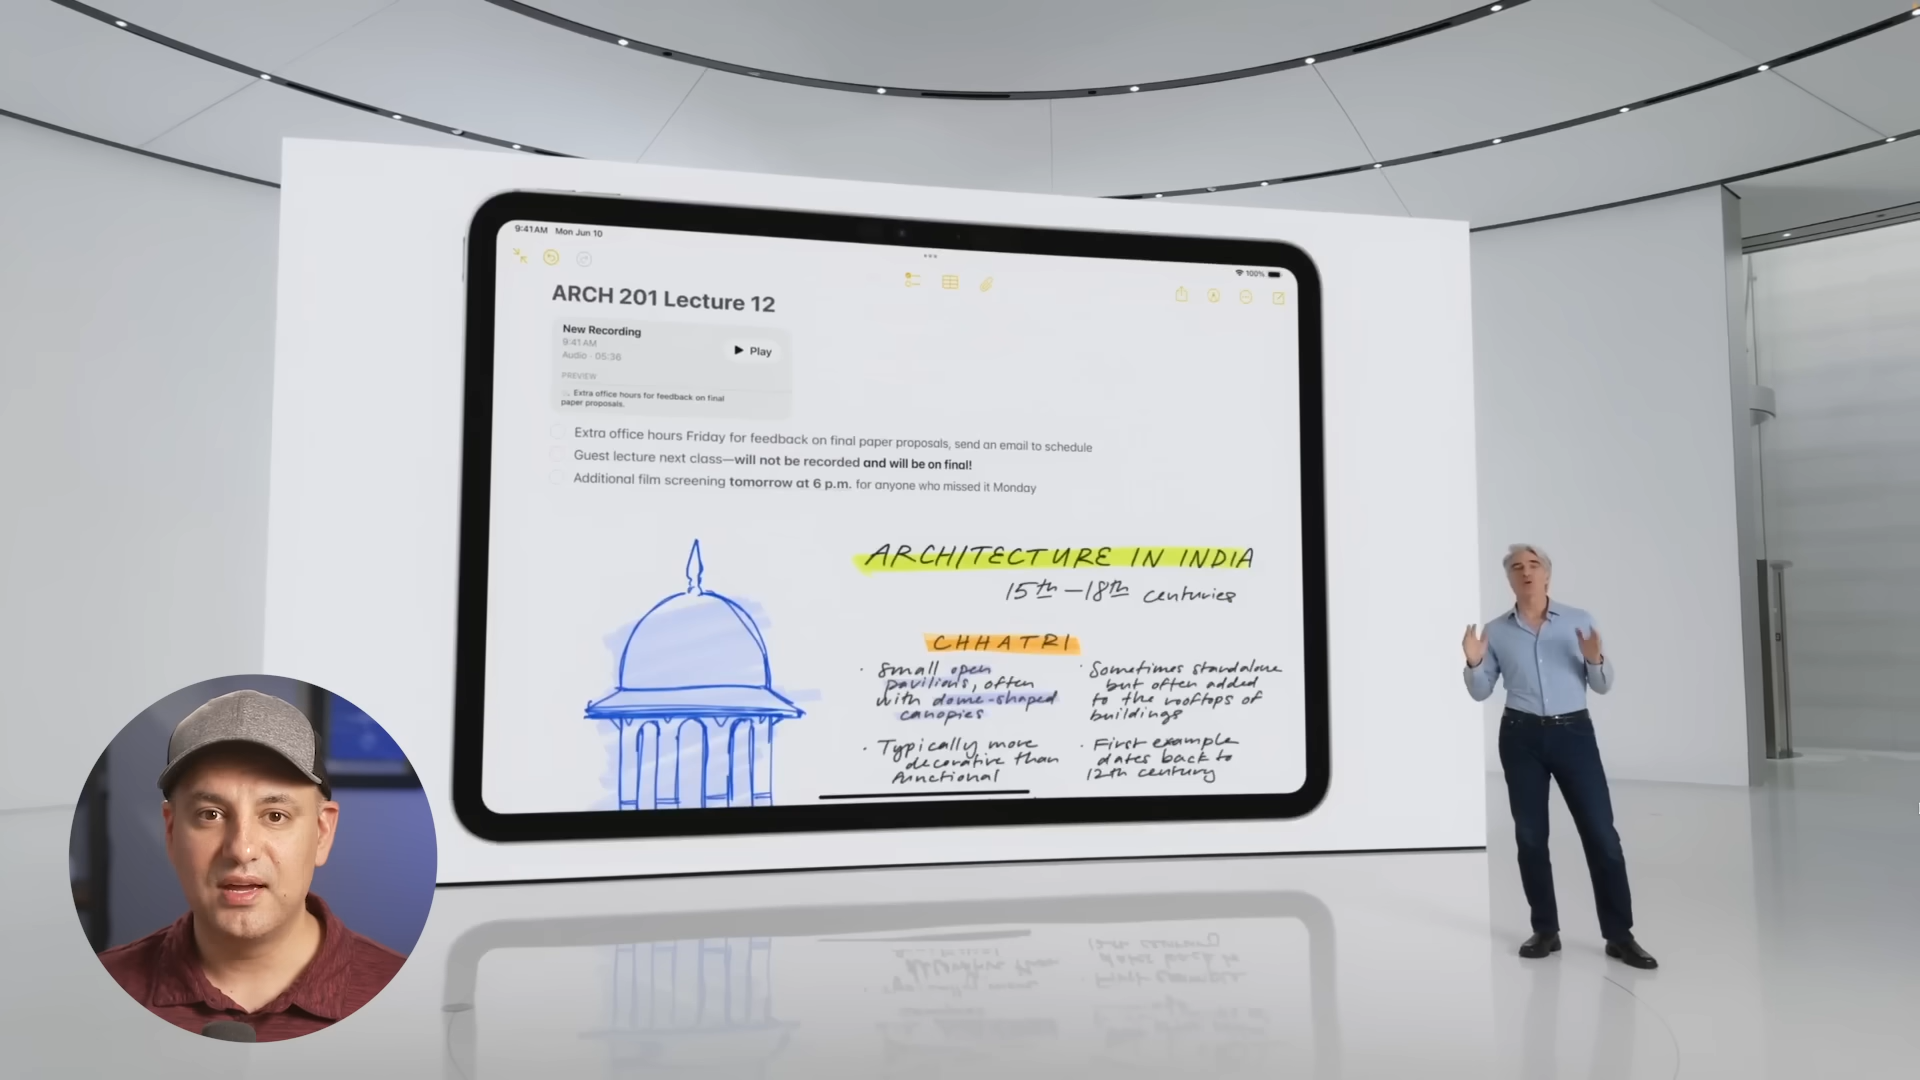 9:41 AM Mon Jun 10
100%
ARCH 201 Lecture 12
New Recording
9:41 AM
Audio · 05:36
Play
PREVIEW
... Extra office hours for feedback on final
paper proposals.
Extra office hours Friday for feedback on final paper proposals, send an email to schedule
Guest lecture next class—will not be recorded and will be on final!
Additional film screening tomorrow at 6 p.m. for anyone who missed it Monday
ARCHITECTURE IN INDIA
15th – 18th centuries
CHHATRI
· Small open
pavilions, often
with dome-shaped
canopies
· Typically more
decorative than
functional
· Sometimes standalone
but often added
to the rooftops of
buildings
· First example
dates back to
12th century